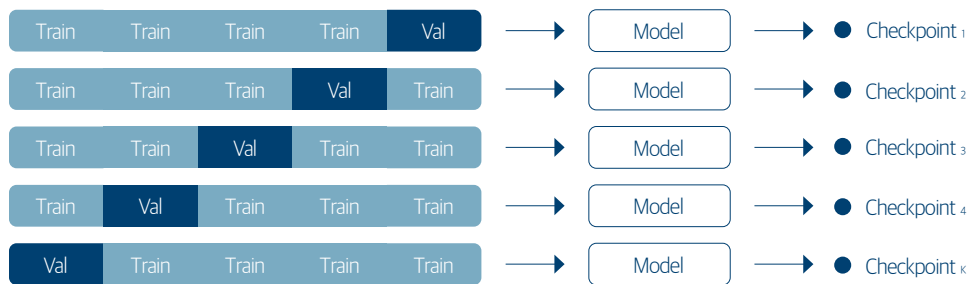 Train Train Train Train Val Model Checkpoint 1
Train Train Train Val Train Model Checkpoint 2
Train Train Val Train Train Model Checkpoint 3
Train Val Train Train Train Model Checkpoint 4
Val Train Train Train Train Model Checkpoint K